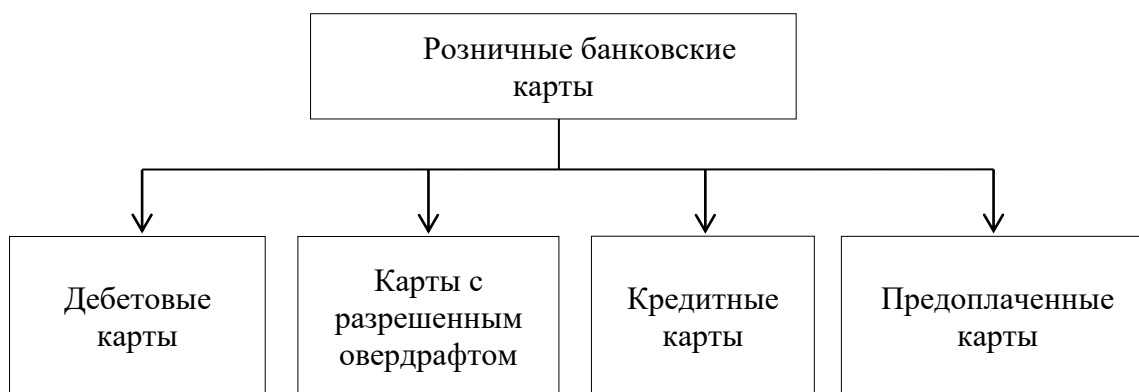 Розничные банковские
карты
Дебетовые
карты
Карты с
разрешенным
овердрафтом
Кредитные
карты
Предоплаченные
карты